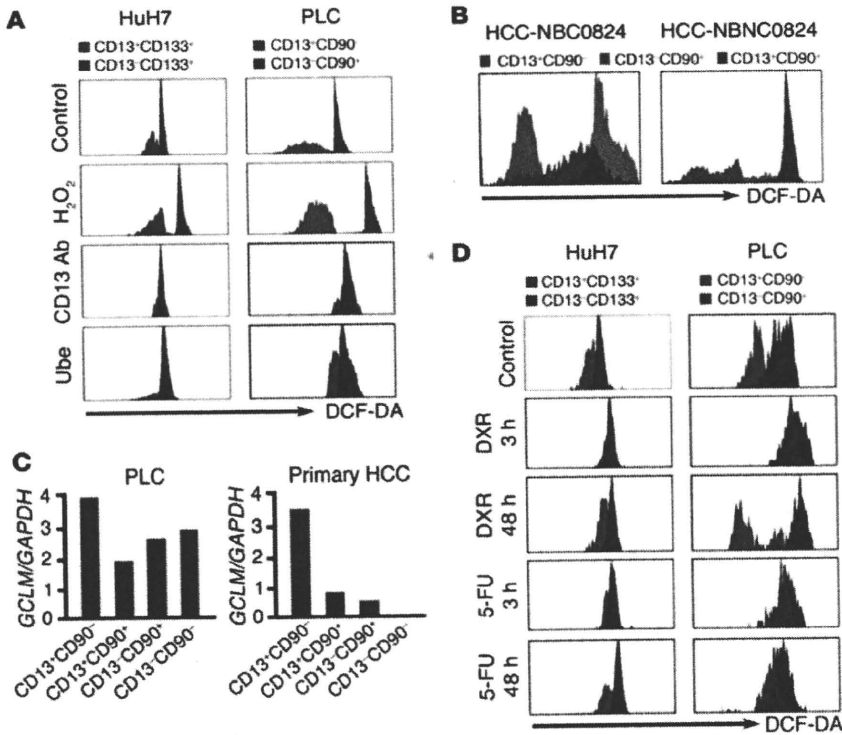 A
HuH7
PLC
CD13⁺CD133⁺
CD13⁻CD133⁺
CD13⁺CD90⁻
CD13⁻CD90⁺
Control
H₂O₂
CD13 Ab
Ube
DCF-DA
B
HCC-NBC0824
HCC-NBNC0824
CD13⁺CD90⁻
CD13⁻CD90⁺
CD13⁺CD90⁺
DCF-DA
C
PLC
Primary HCC
GCLM/GAPDH
4
3
2
1
0
CD13⁺CD90⁻
CD13⁺CD90⁺
CD13⁻CD90⁺
CD13⁻CD90⁻
GCLM/GAPDH
4
3
2
1
0
CD13⁺CD90⁻
CD13⁺CD90⁺
CD13⁻CD90⁺
CD13⁻CD90⁻
D
HuH7
PLC
CD13⁺CD133⁺
CD13⁻CD133⁺
CD13⁺CD90⁻
CD13⁻CD90⁺
Control
DXR
3 h
DXR
48 h
5-FU
3 h
5-FU
48 h
DCF-DA